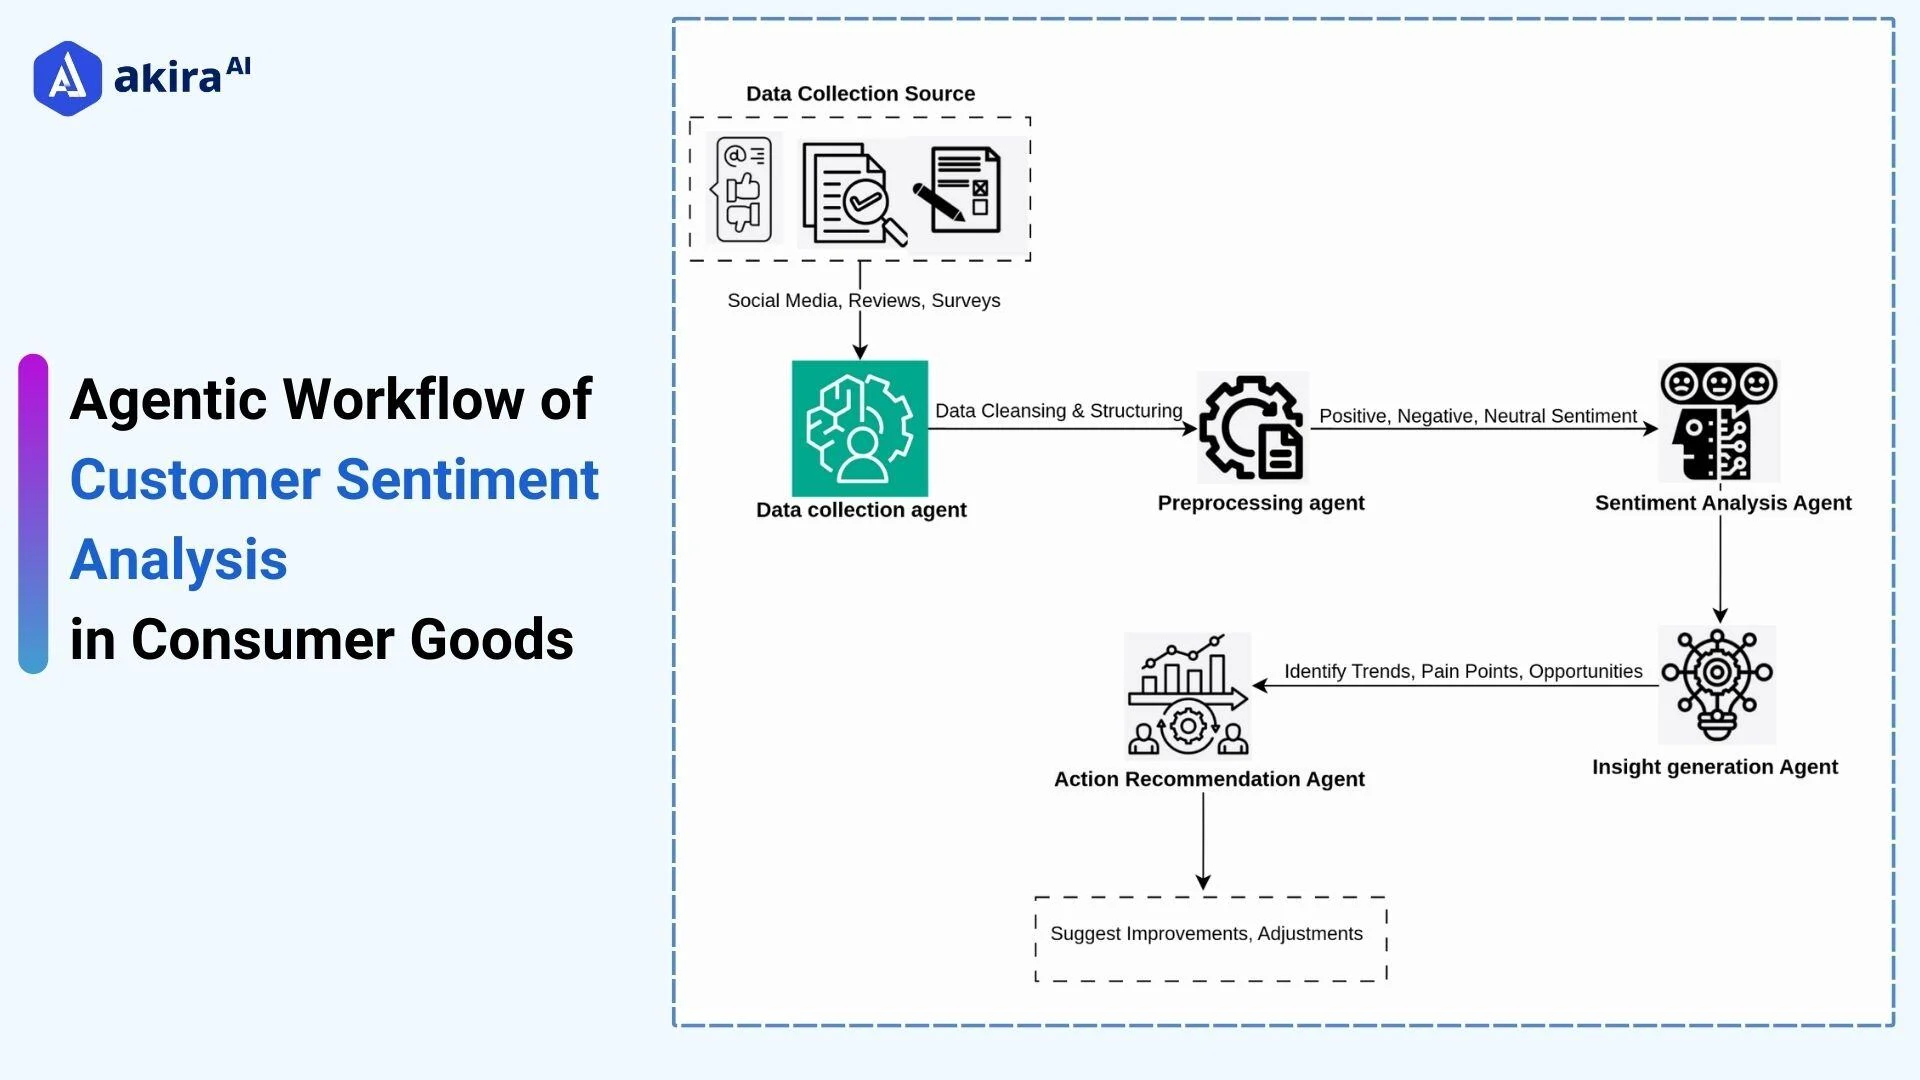 akira AI
Agentic Workflow of
Customer Sentiment
Analysis
in Consumer Goods
Data Collection Source
@
Social Media, Reviews, Surveys
Data Cleansing & Structuring
Positive, Negative, Neutral Sentiment
Data collection agent
Preprocessing agent
Sentiment Analysis Agent
Identify Trends, Pain Points, Opportunities
Action Recommendation Agent
Insight generation Agent
Suggest Improvements, Adjustments